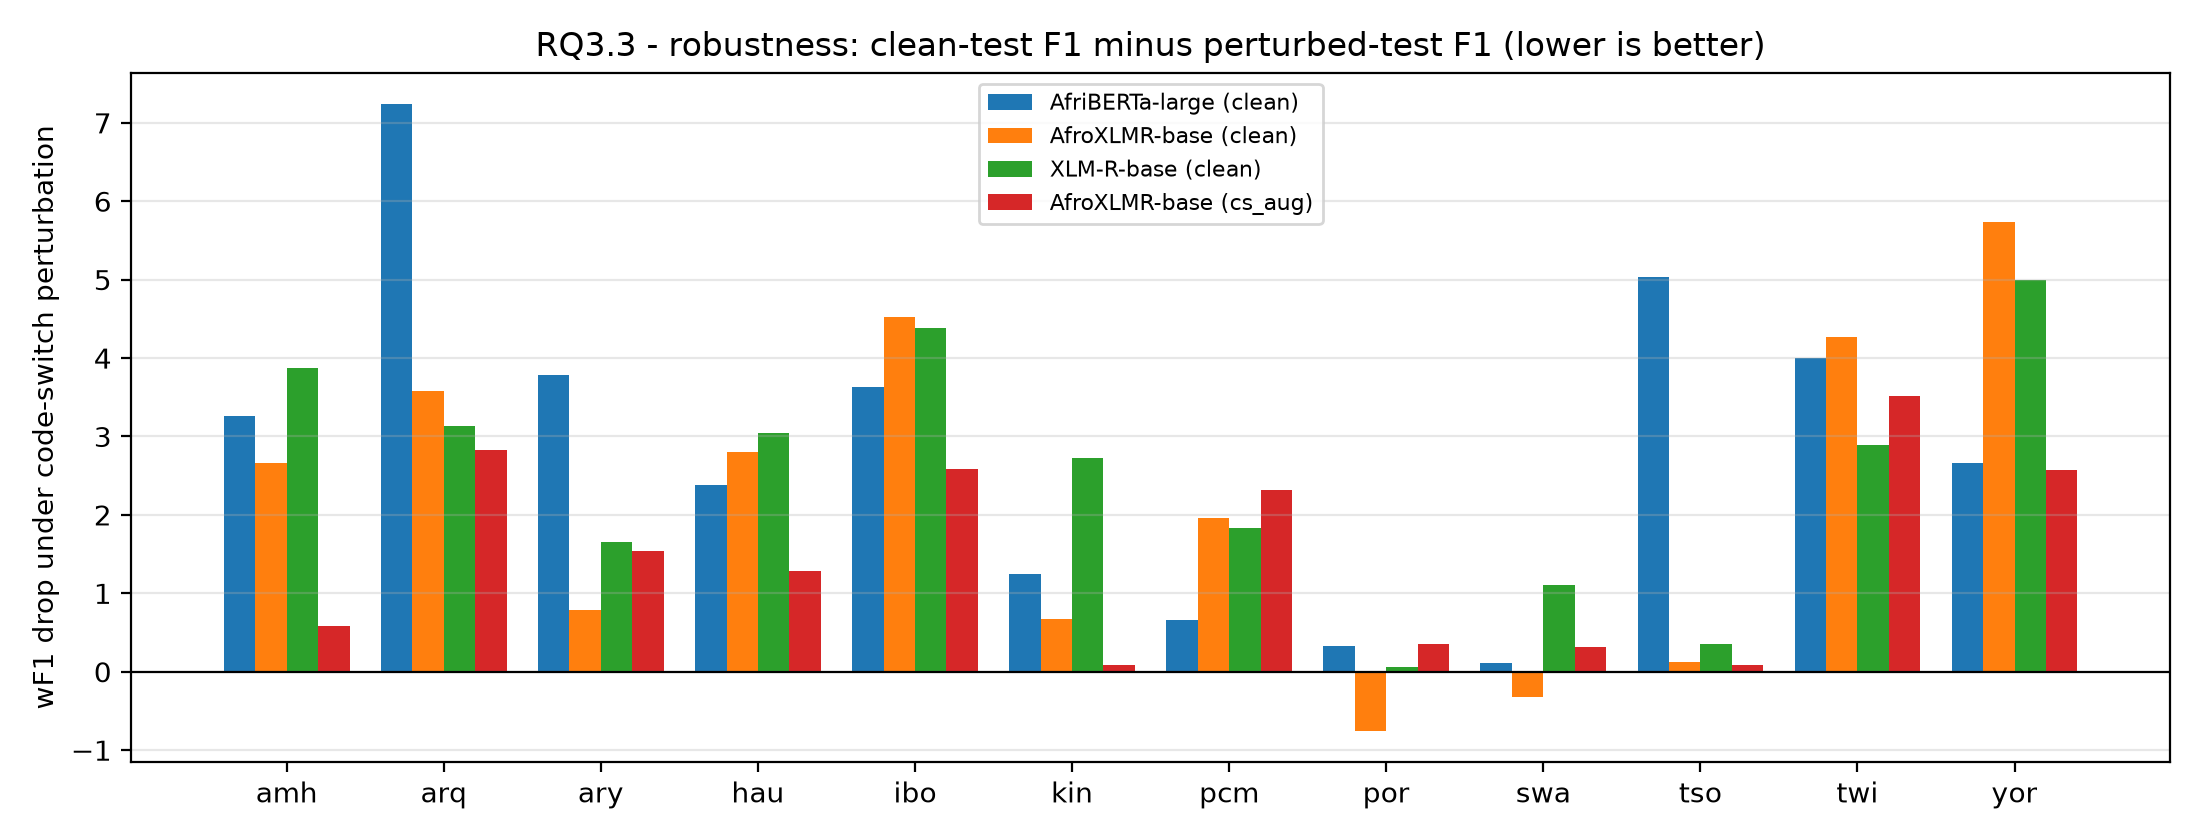 RQ3.3 - robustness: clean-test F1 minus perturbed-test F1 (lower is better)
AfriBERTa-large (clean)
AfroXLMR-base (clean)
XLM-R-base (clean)
AfroXLMR-base (cs_aug)
wF1 drop under code-switch perturbation
7
6
5
4
3
2
1
0
−1
amh arq ary hau ibo kin pcm por swa tso twi yor